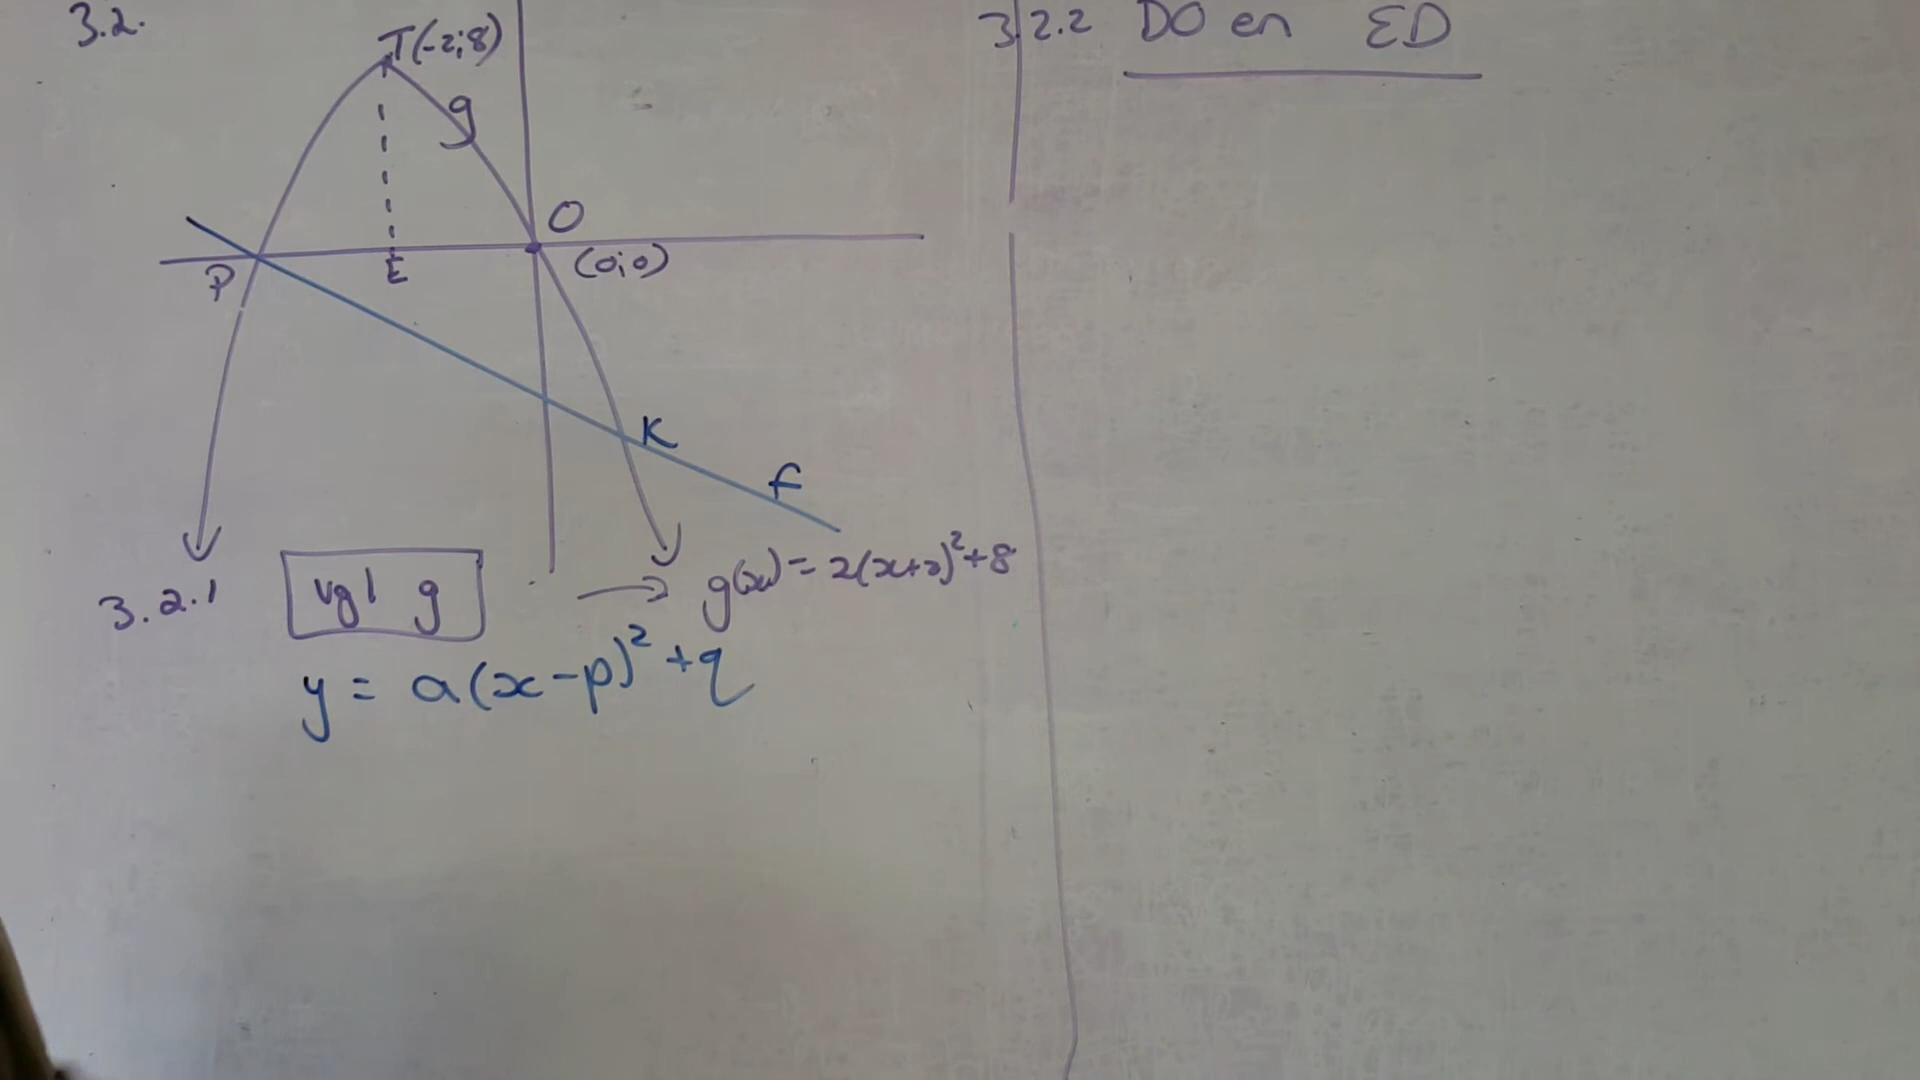 3.2.
T(-2;8)
g
O
(0;0)
P
E
K
f
3.2.1 vgl g → g(x) = 2(x+2)²+8
y = a(x-p)²+q
3.2.2 DO en ED